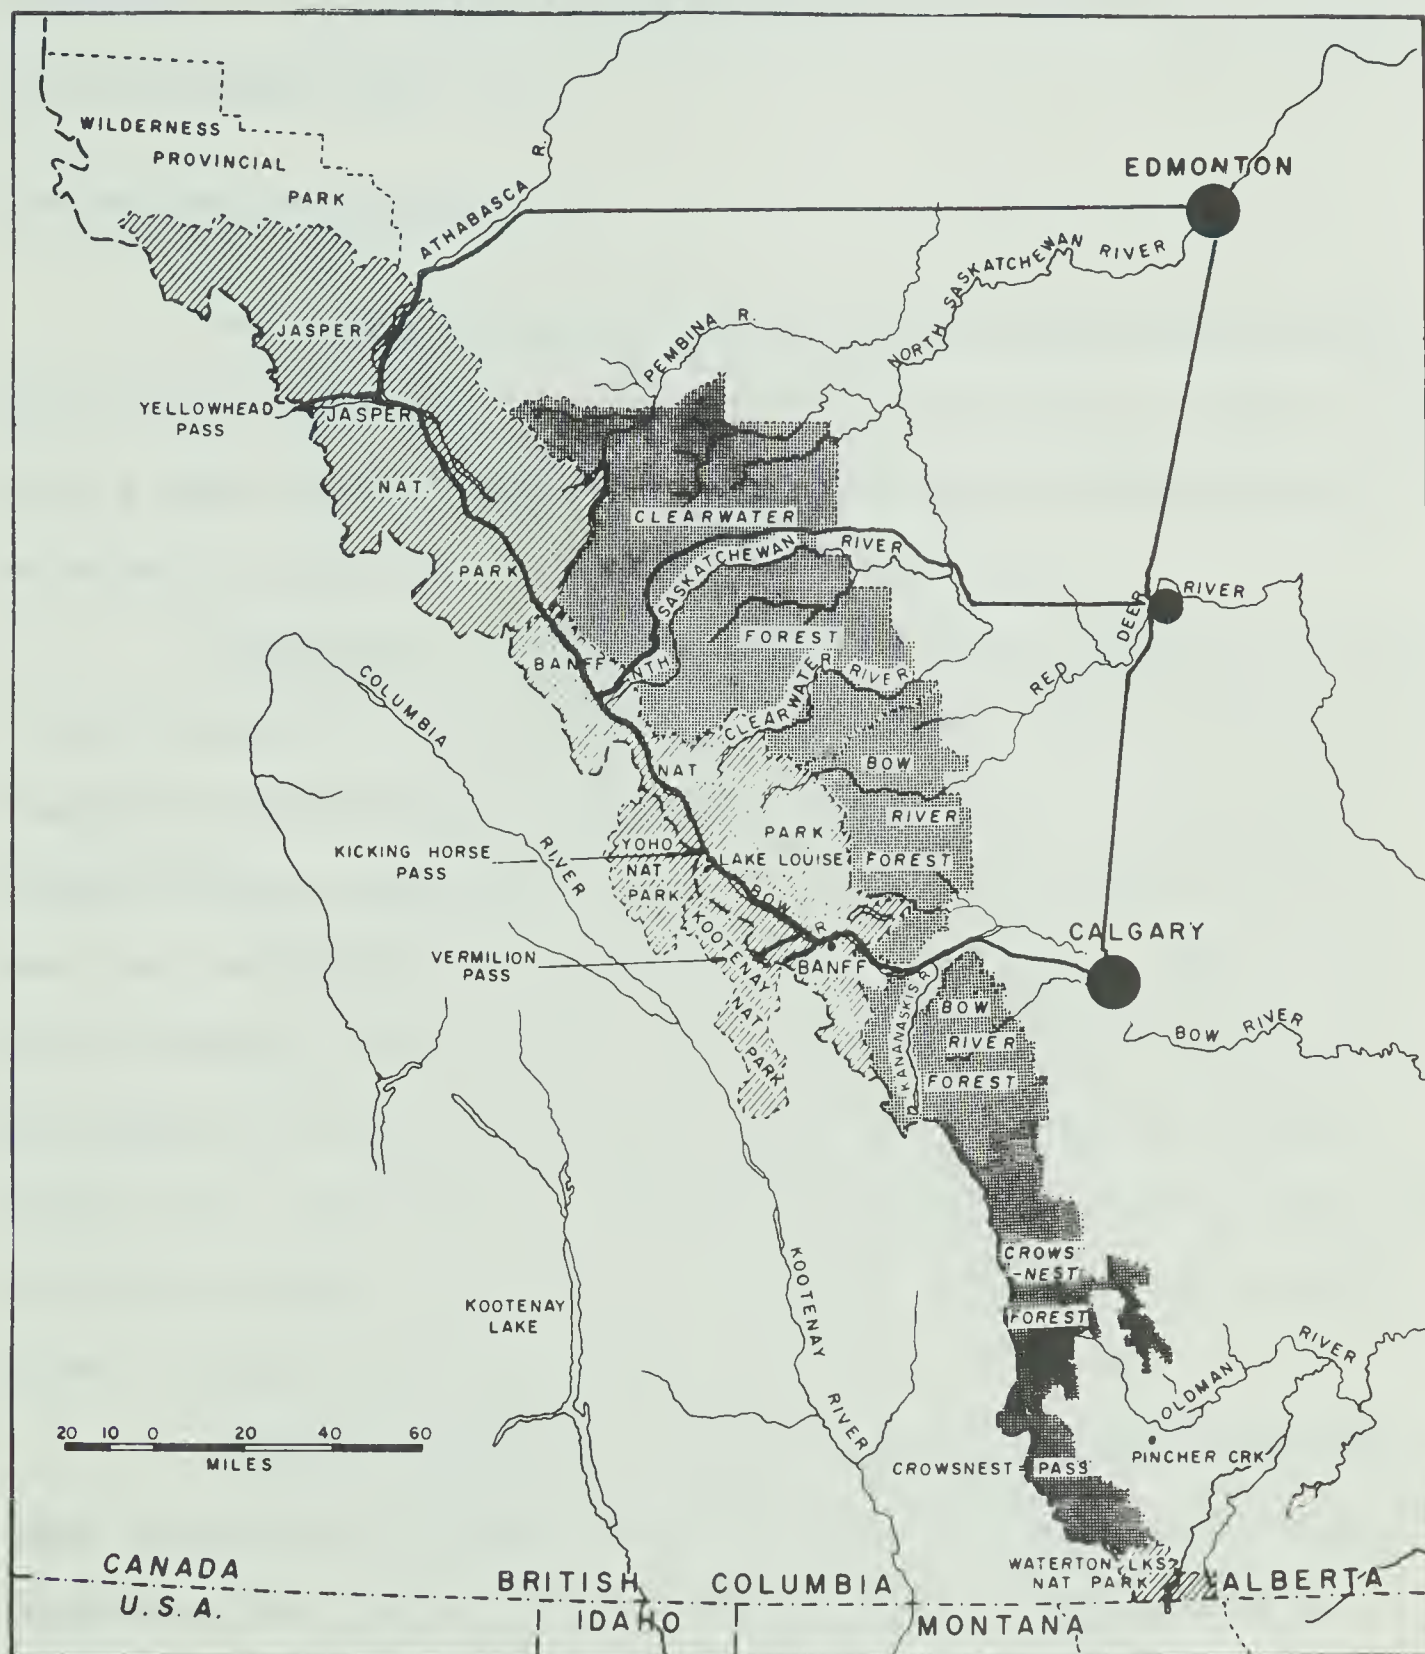 WILDERNESS
PROVINCIAL
PARK
ATHABASCA R.
EDMONTON
NORTH SASKATCHEWAN RIVER
PEMBINA R.
JASPER
YELLOWHEAD
PASS
JASPER
NAT.
PARK
CLEARWATER
NTH SASKATCHEWAN RIVER
FOREST
BANFF
CLEARWATER RIVER
RED DEER RIVER
COLUMBIA RIVER
NAT
PARK
BOW
RIVER
FOREST
KICKING HORSE
PASS
YOHO
NAT
PARK
LAKE LOUISE
BOW R.
CALGARY
VERMILION
PASS
KOOTENAY
NAT
PARK
BANFF
KANANASKIS R.
BOW
RIVER
FOREST
BOW RIVER
CROWS
-NEST
FOREST
KOOTENAY
LAKE
KOOTENAY RIVER
OLDMAN RIVER
PINCHER CRK
CROWSNEST PASS
20 10 0 20 40 60
MILES
WATERTON LKS
NAT PARK
CANADA
BRITISH COLUMBIA
ALBERTA
U.S.A.
IDAHO
MONTANA